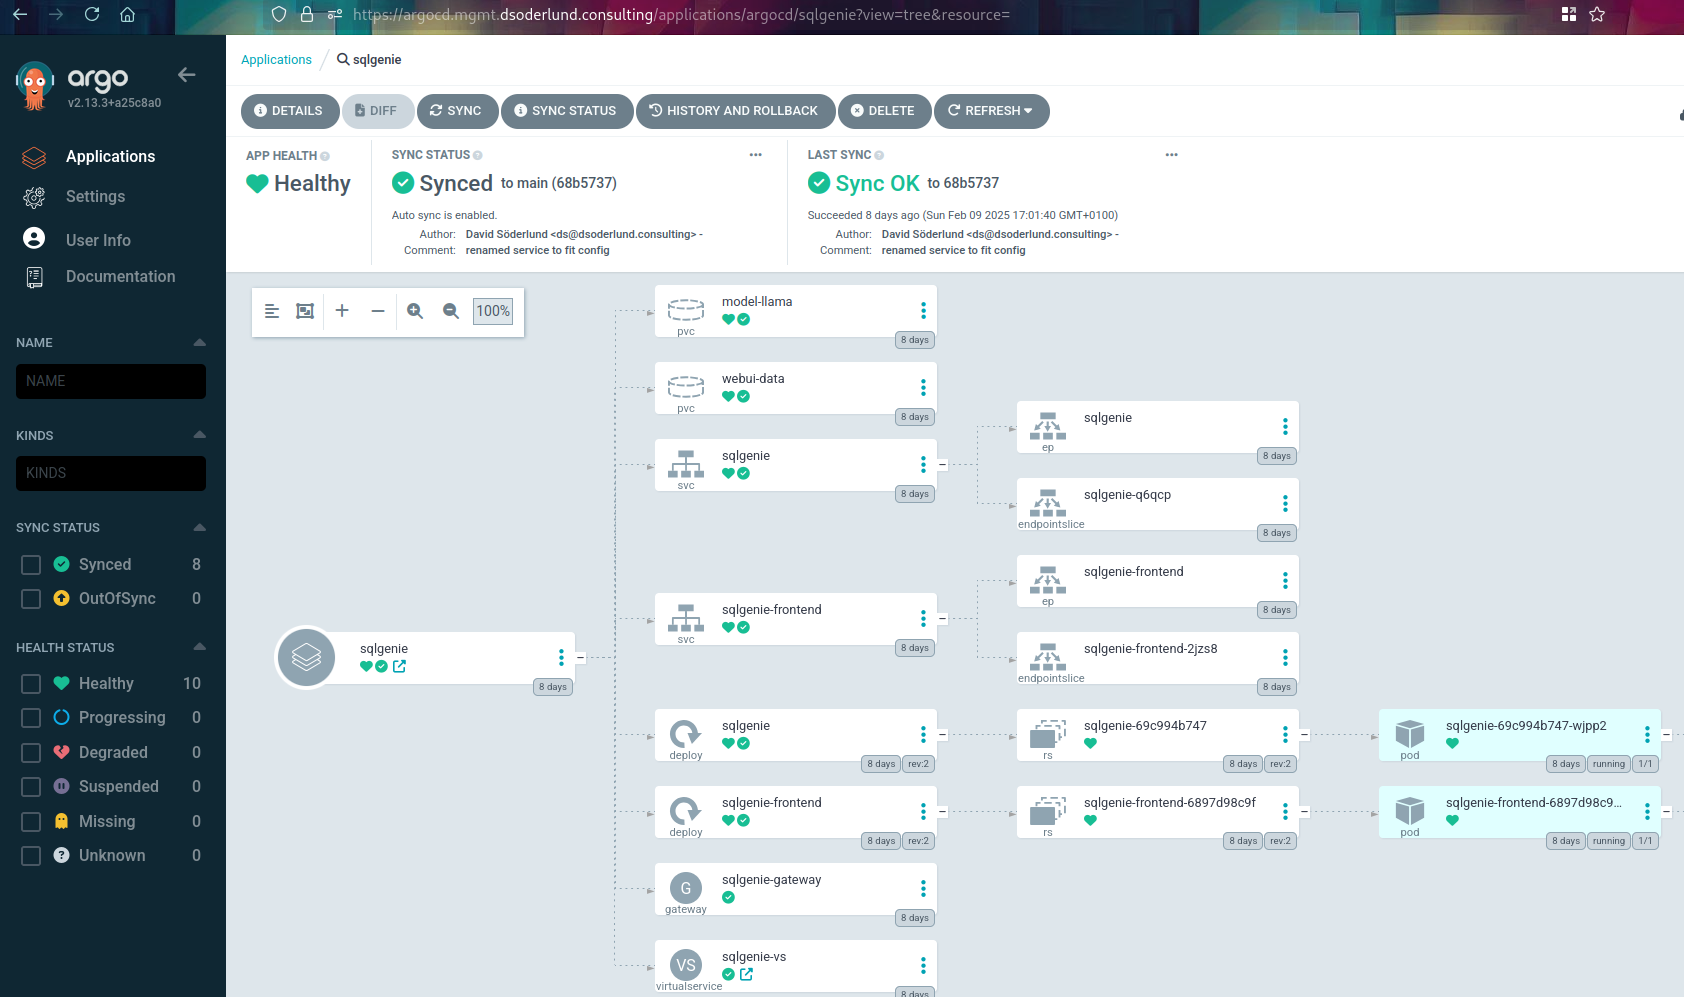 https://argocd.mgmt.dsoderlund.consulting/applications/argocd/sqlgenie?view=tree&resource=
argo
v2.13.3+a25c8a0
Applications
Settings
User Info
Documentation
NAME
NAME
KINDS
KINDS
SYNC STATUS
Synced 8
OutOfSync 0
HEALTH STATUS
Healthy 10
Progressing 0
Degraded 0
Suspended 0
Missing 0
Unknown 0
Applications / sqlgenie
DETAILS DIFF SYNC SYNC STATUS HISTORY AND ROLLBACK DELETE REFRESH
APP HEALTH
Healthy
SYNC STATUS
Synced to main (68b5737)
Auto sync is enabled.
Author: David Söderlund <ds@dsoderlund.consulting> -
Comment: renamed service to fit config
LAST SYNC
Sync OK to 68b5737
Succeeded 8 days ago (Sun Feb 09 2025 17:01:40 GMT+0100)
Author: David Söderlund <ds@dsoderlund.consulting> -
Comment: renamed service to fit config
100%
sqlgenie
8 days
model-llama
pvc
8 days
webui-data
pvc
8 days
sqlgenie
svc
8 days
sqlgenie
ep
8 days
sqlgenie-q6qcp
endpointslice
8 days
sqlgenie-frontend
svc
8 days
sqlgenie-frontend
ep
8 days
sqlgenie-frontend-2jzs8
endpointslice
8 days
sqlgenie
deploy
8 days rev:2
sqlgenie-69c994b747
rs
8 days rev:2
sqlgenie-69c994b747-wjpp2
pod
8 days running 1/1
sqlgenie-frontend
deploy
8 days rev:2
sqlgenie-frontend-6897d98c9f
rs
8 days rev:2
sqlgenie-frontend-6897d98c9...
pod
8 days running 1/1
G
sqlgenie-gateway
gateway
8 days
VS
sqlgenie-vs
virtualservice
8 days